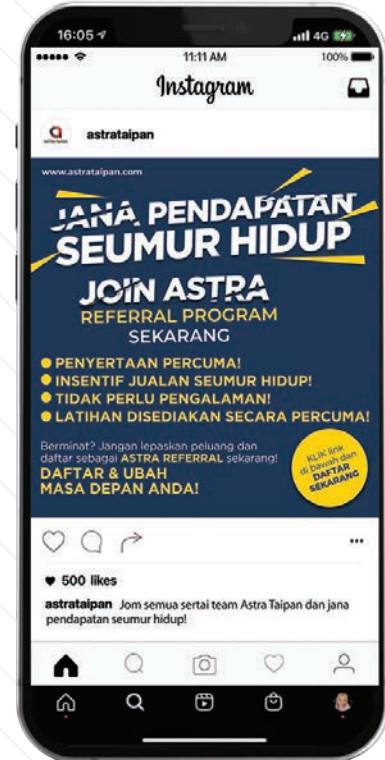 16:05
4G
11:11 AM
100%
Instagram
astrataipan
www.astrataipan.com
JANA PENDAPATAN
SEUMUR HIDUP
JOIN ASTRA
REFERRAL PROGRAM
SEKARANG
PENYERTAAN PERCUMA!
INSENTIF JUALAN SEUMUR HIDUP!
TIDAK PERLU PENGALAMAN!
LATIHAN DISEDIAKAN SECARA PERCUMA!
Berminat? Jangan lepaskan peluang dan
daftar sebagai ASTRA REFERRAL sekarang!
DAFTAR & UBAH
MASA DEPAN ANDA!
KLIK link
di bawah dan
DAFTAR
SEKARANG
500 likes
astrataipan Jom semua sertai team Astra Taipan dan jana
pendapatan seumur hidup!